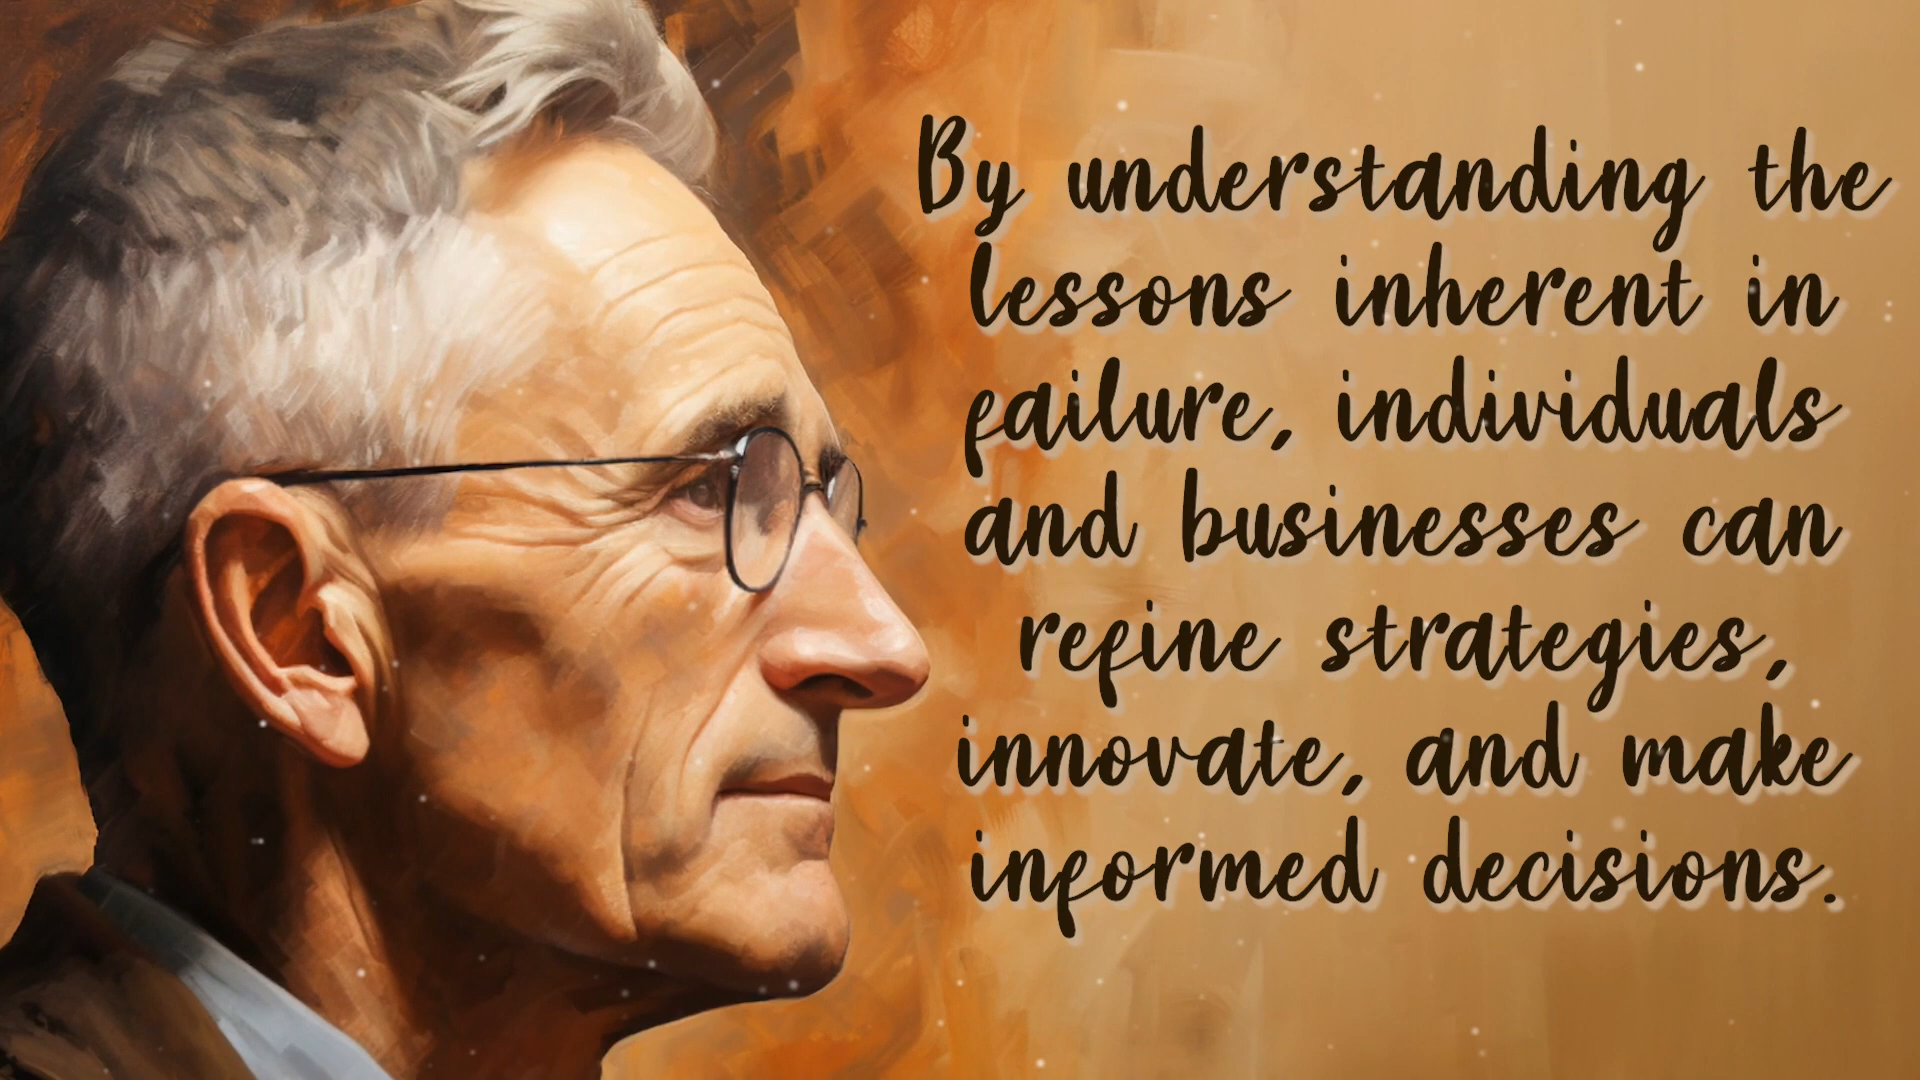 By understanding the
lessons inherent in
failure, individuals
and businesses can
refine strategies,
innovate, and make
informed decisions.